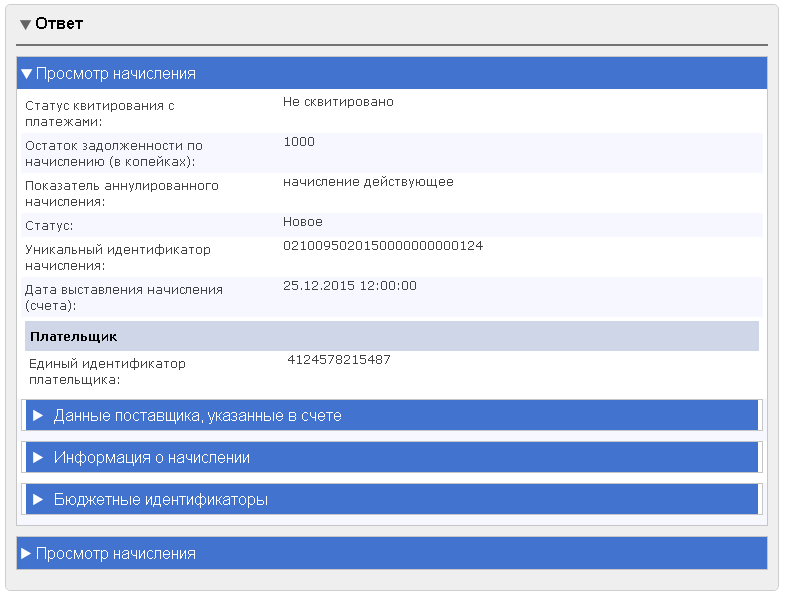 Ответ
Просмотр начисления
Статус квитирования с
платежами:
Не сквитировано
Остаток задолженности по
начислению (в копейках):
1000
Показатель аннулированного
начисления:
начисление действующее
Статус:
Новое
Уникальный идентификатор
начисления:
0210095020150000000000124
Дата выставления начисления
(счета):
25.12.2015 12:00:00
Плательщик
Единый идентификатор
плательщика:
4124578215487
Данные поставщика, указанные в счете
Информация о начислении
Бюджетные идентификаторы
Просмотр начисления